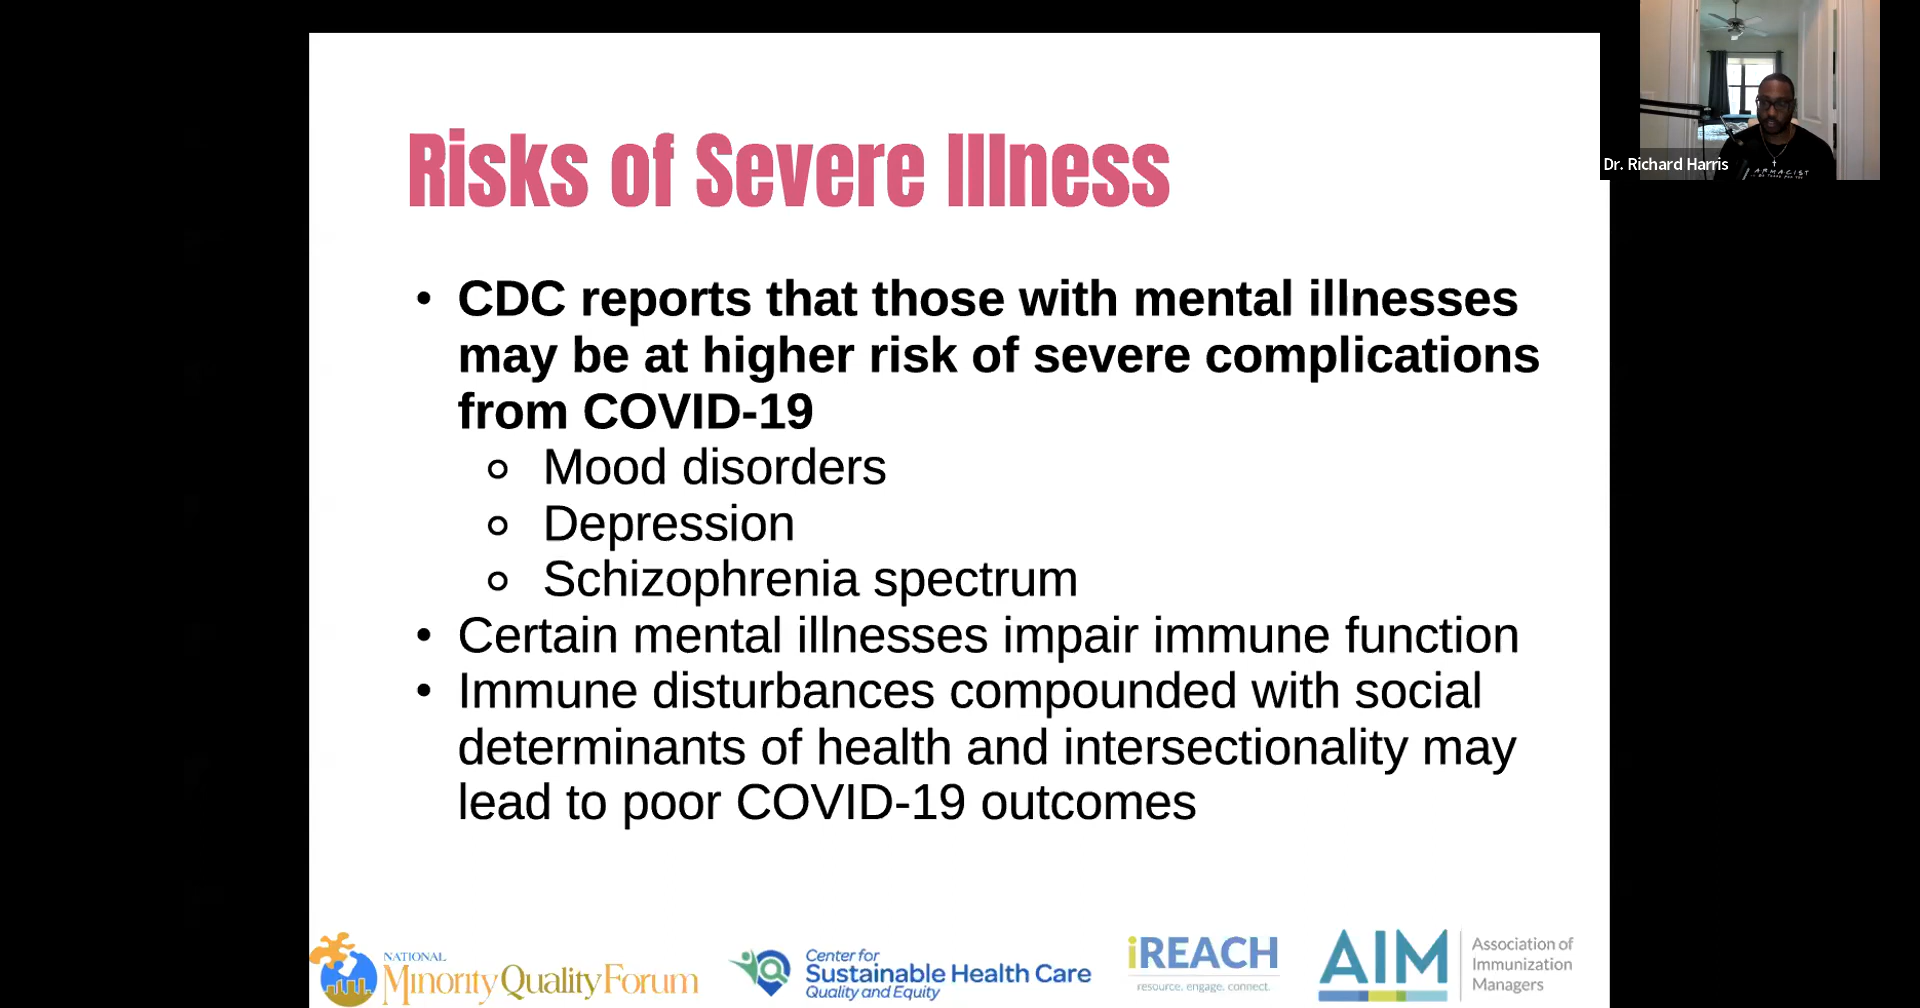 Risks of Severe Illness
• CDC reports that those with mental illnesses
may be at higher risk of severe complications
from COVID-19
Mood disorders
Depression
Schizophrenia spectrum
• Certain mental illnesses impair immune function
• Immune disturbances compounded with social
determinants of health and intersectionality may
lead to poor COVID-19 outcomes
Dr. Richard Harris
ARMACIST
NATIONAL
Minority Quality Forum
Center for
Sustainable Health Care
Quality and Equity
iREACH
resource. engage. connect.
AIM
Association of
Immunization
Managers